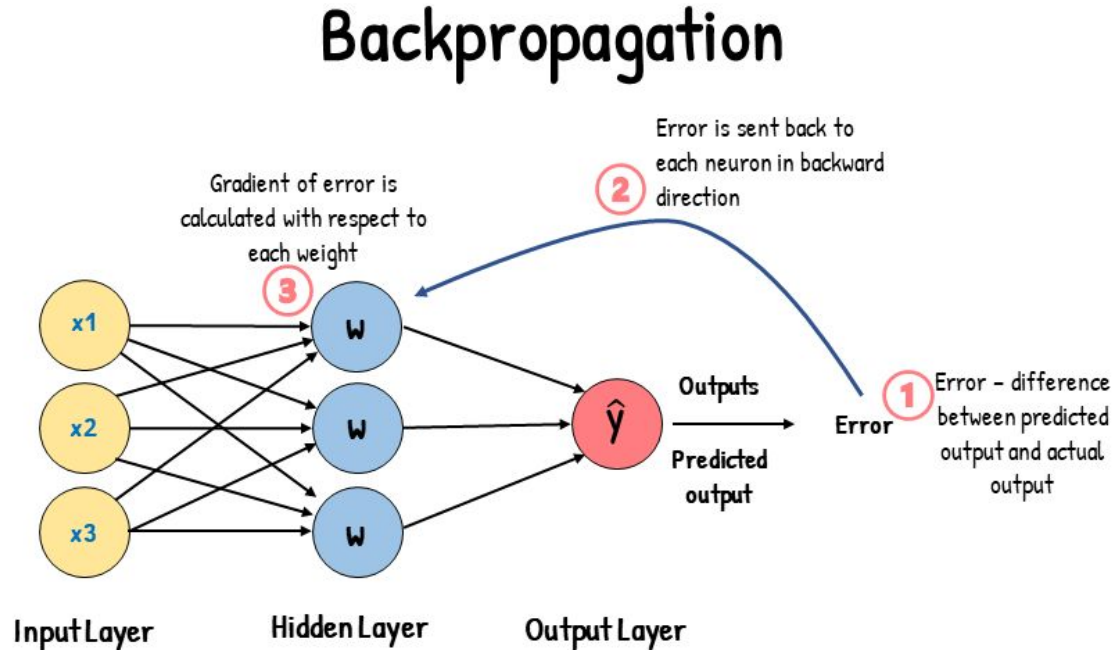 Backpropagation
Error is sent back to
each neuron in backward
direction
2
Gradient of error is
calculated with respect to
each weight
3
x1
x2
x3
w
w
w
ŷ
Outputs
Predicted
output
Error
1
Error – difference
between predicted
output and actual
output
Input Layer
Hidden Layer
Output Layer